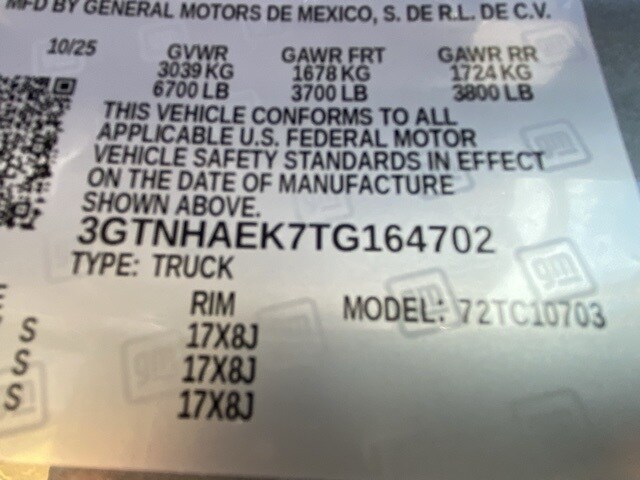 MFD BY GENERAL MOTORS DE MEXICO, S. DE R.L. DE C.V.
10/25 GVWR GAWR FRT GAWR RR
3039 KG 1678 KG 1724 KG
6700 LB 3700 LB 3800 LB
THIS VEHICLE CONFORMS TO ALL
APPLICABLE U.S. FEDERAL MOTOR
VEHICLE SAFETY STANDARDS IN EFFECT
ON THE DATE OF MANUFACTURE
SHOWN ABOVE.
3GTNHAEK7TG164702
TYPE: TRUCK
RIM MODEL: 72TC10703
S 17X8J
S 17X8J
S 17X8J
gm